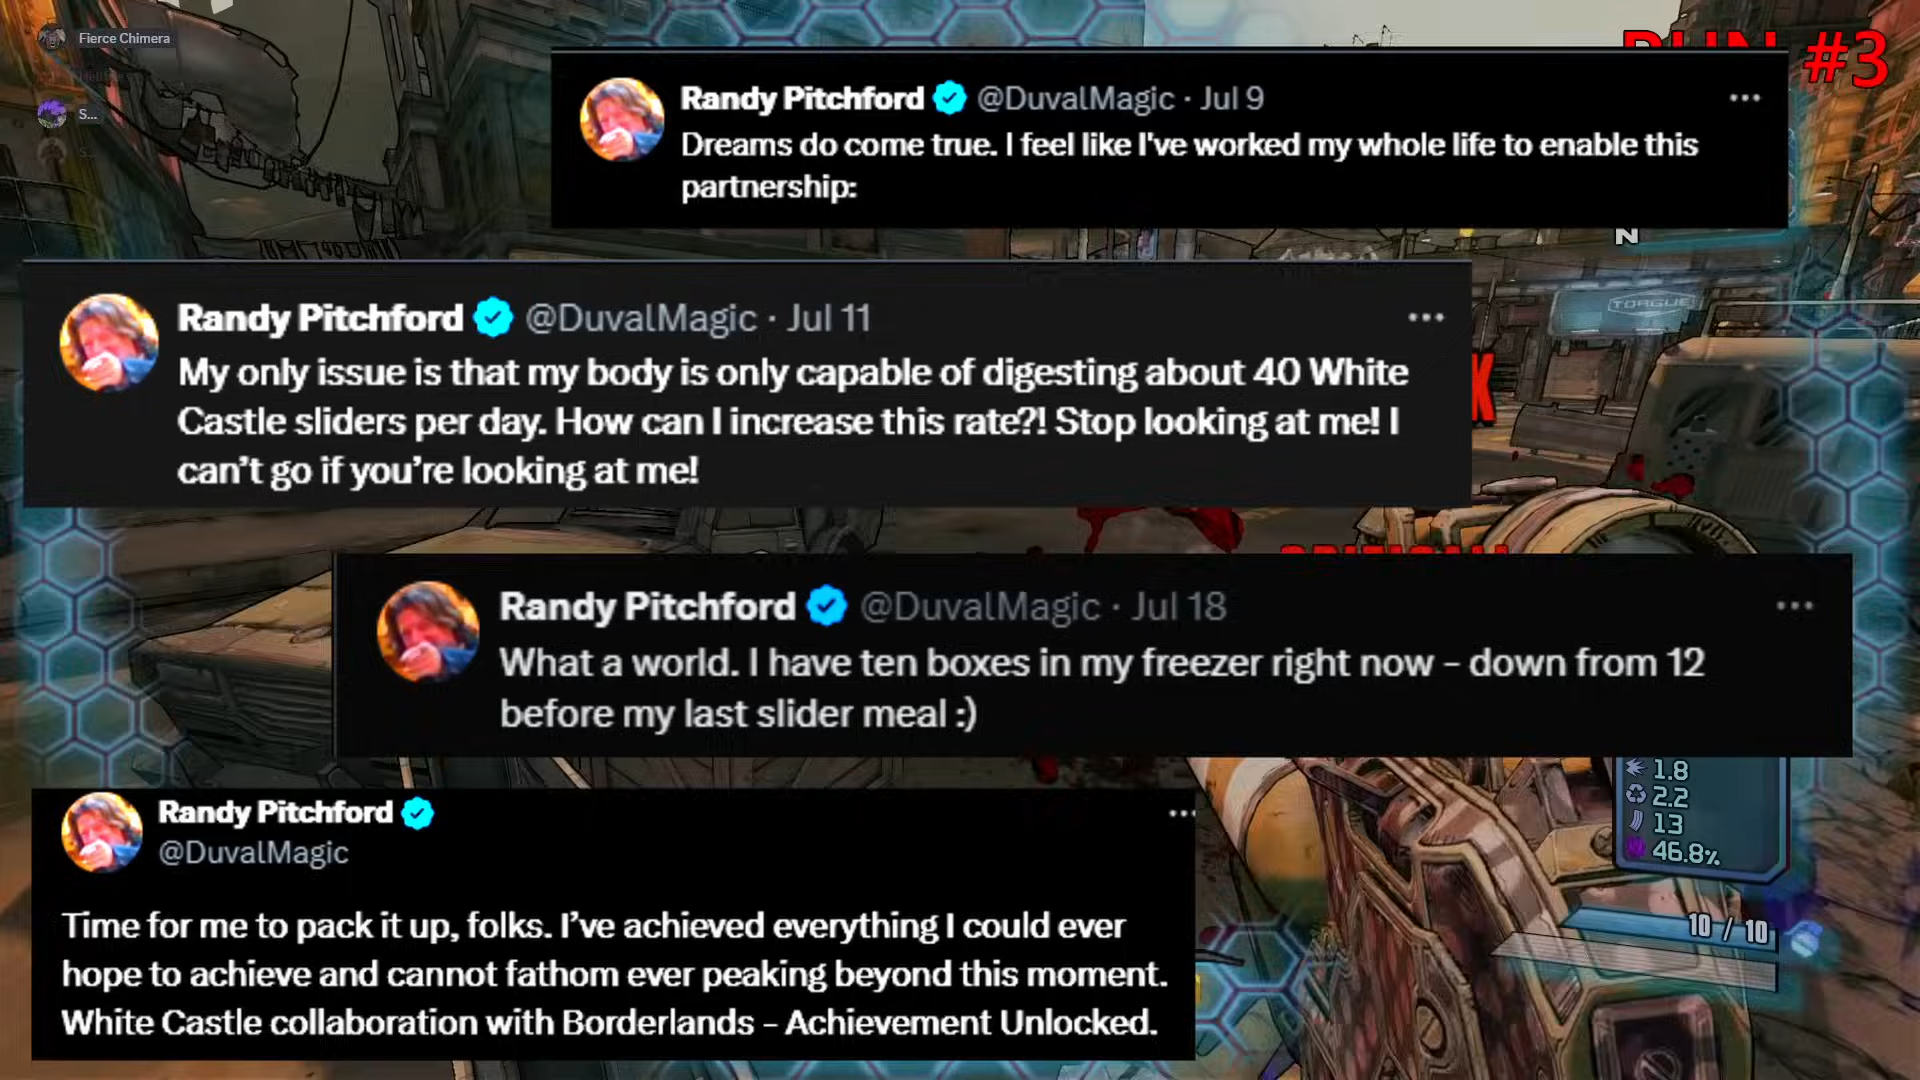 Fierce Chimera
S...
RUN #3
Randy Pitchford @DuvalMagic · Jul 9
Dreams do come true. I feel like I've worked my whole life to enable this
partnership:
N
TORGUE
Randy Pitchford @DuvalMagic · Jul 11
My only issue is that my body is only capable of digesting about 40 White
Castle sliders per day. How can I increase this rate?! Stop looking at me! I
can’t go if you’re looking at me!
K
Randy Pitchford @DuvalMagic · Jul 18
What a world. I have ten boxes in my freezer right now – down from 12
before my last slider meal :)
1.8
2.2
13
46.8%
10 / 10
Randy Pitchford
@DuvalMagic
Time for me to pack it up, folks. I’ve achieved everything I could ever
hope to achieve and cannot fathom ever peaking beyond this moment.
White Castle collaboration with Borderlands – Achievement Unlocked.